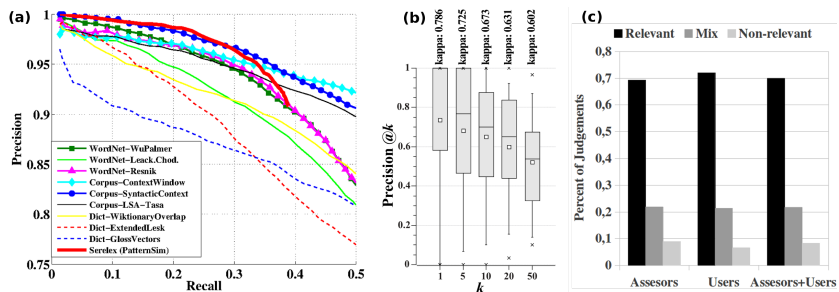 (a)
Precision
1
0.95
0.9
0.85
0.8
0.75
0
0.1
0.2
0.3
0.4
0.5
Recall
WordNet-WuPalmer
WordNet-Leack.Chod.
WordNet-Resnik
Corpus-ContextWindow
Corpus-SyntacticContext
Corpus-LSA-Tasa
Dict-WiktionaryOverlap
Dict-ExtendedLesk
Dict-GlossVectors
Serelex (PatternSim)
(b)
kappa: 0.786
kappa: 0.725
kappa: 0.673
kappa: 0.631
kappa: 0.602
Precision @k
1.0
0.8
0.6
0.4
0.2
0.0
1
5
10
20
50
k
(c)
Relevant
Mix
Non-relevant
Percent of Judgements
0,8
0,7
0,6
0,5
0,4
0,3
0,2
0,1
0
Assesors
Users
Assesors+Users